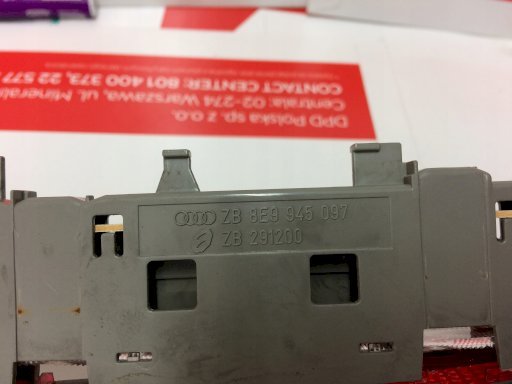 801 400 373, 22 577
CONTACT CENTER:
Centrala: 02-274 Warszawa, ul. Mineral
DPD Polska sp. z o.o.
ZB 8E9 945 097
ZB 291200